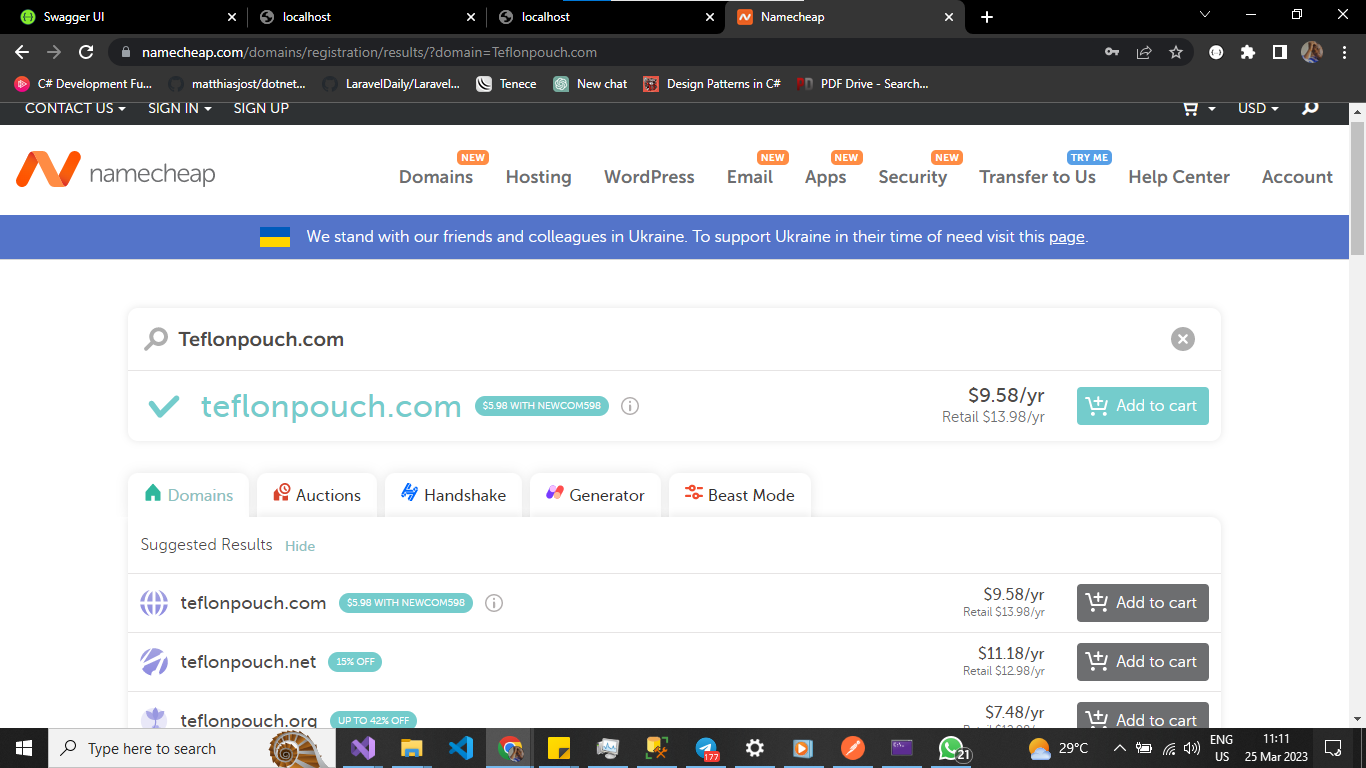 Swagger UI
localhost
localhost
Namecheap
namecheap.com/domains/registration/results/?domain=Teflonpouch.com
C# Development Fu...
matthiasjost/dotnet...
LaravelDaily/Laravel...
Tenece
New chat
Design Patterns in C#
PDF Drive - Search...
CONTACT US
SIGN IN
SIGN UP
USD
namecheap
NEW
NEW
NEW
NEW
TRY ME
Domains
Hosting
WordPress
Email
Apps
Security
Transfer to Us
Help Center
Account
We stand with our friends and colleagues in Ukraine. To support Ukraine in their time of need visit this page.
Teflonpouch.com
teflonpouch.com
$5.98 WITH NEWCOM598
$9.58/yr
Retail $13.98/yr
Add to cart
Domains
Auctions
Handshake
Generator
Beast Mode
Suggested Results
Hide
teflonpouch.com
$5.98 WITH NEWCOM598
$9.58/yr
Retail $13.98/yr
Add to cart
teflonpouch.net
15% OFF
$11.18/yr
Retail $12.98/yr
Add to cart
teflonpouch.org
UP TO 42% OFF
$7.48/yr
Add to cart
Type here to search
177
21
29°C
ENG
US
11:11
25 Mar 2023